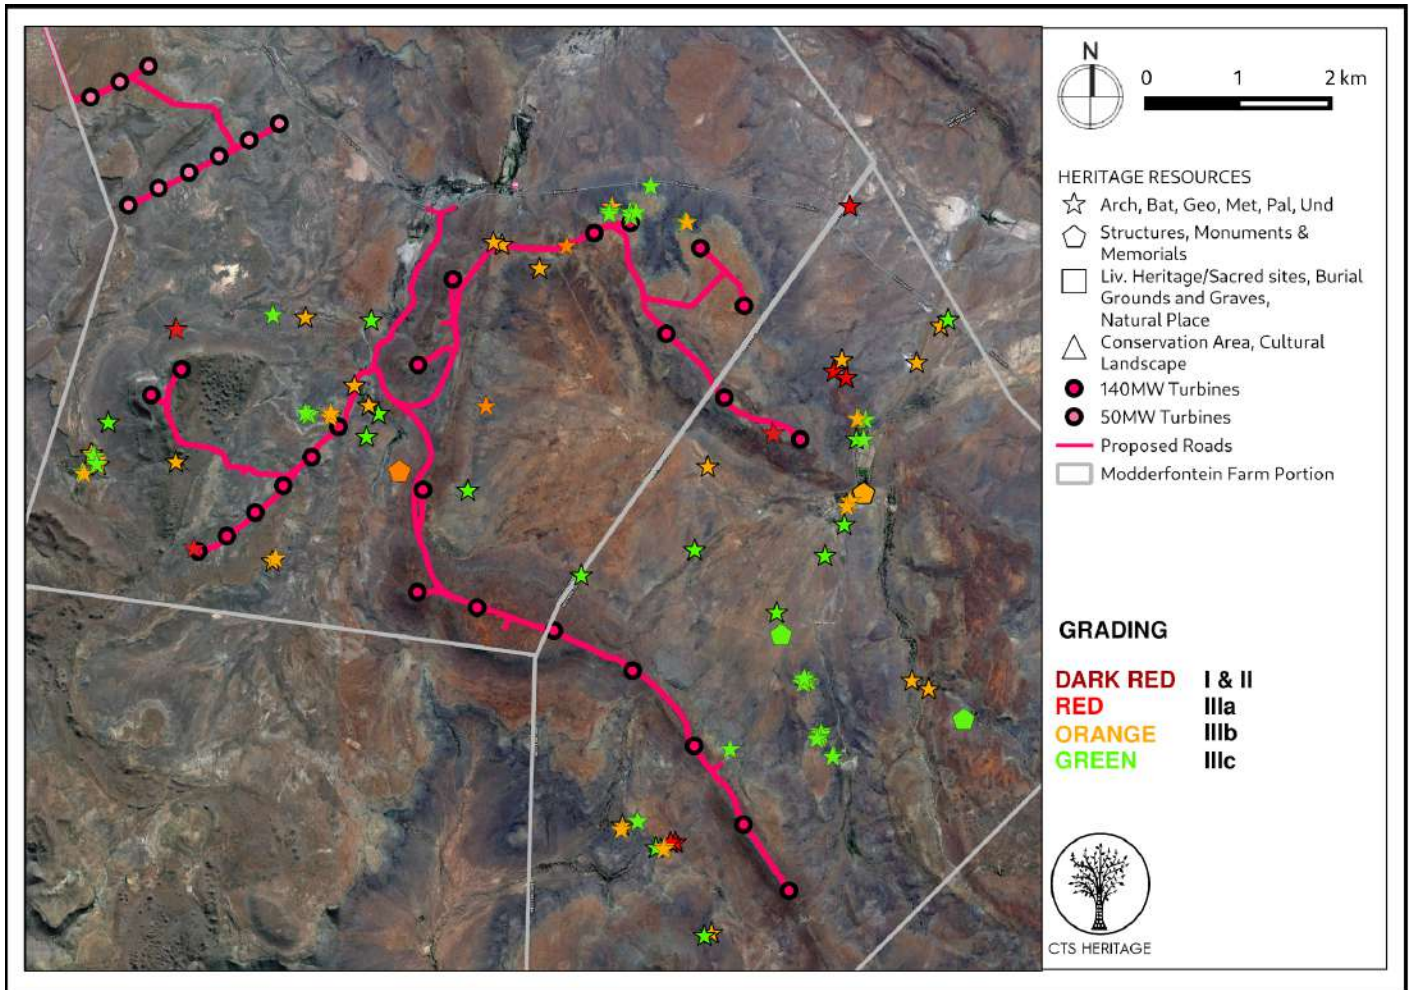 N
0 1 2 km
HERITAGE RESOURCES
Arch, Bat, Geo, Met, Pal, Und
Structures, Monuments &
Memorials
Liv. Heritage/Sacred sites, Burial
Grounds and Graves,
Natural Place
Conservation Area, Cultural
Landscape
140MW Turbines
50MW Turbines
Proposed Roads
Modderfontein Farm Portion
GRADING
DARK RED I & II
RED IIIa
ORANGE IIIb
GREEN IIIc
CTS HERITAGE